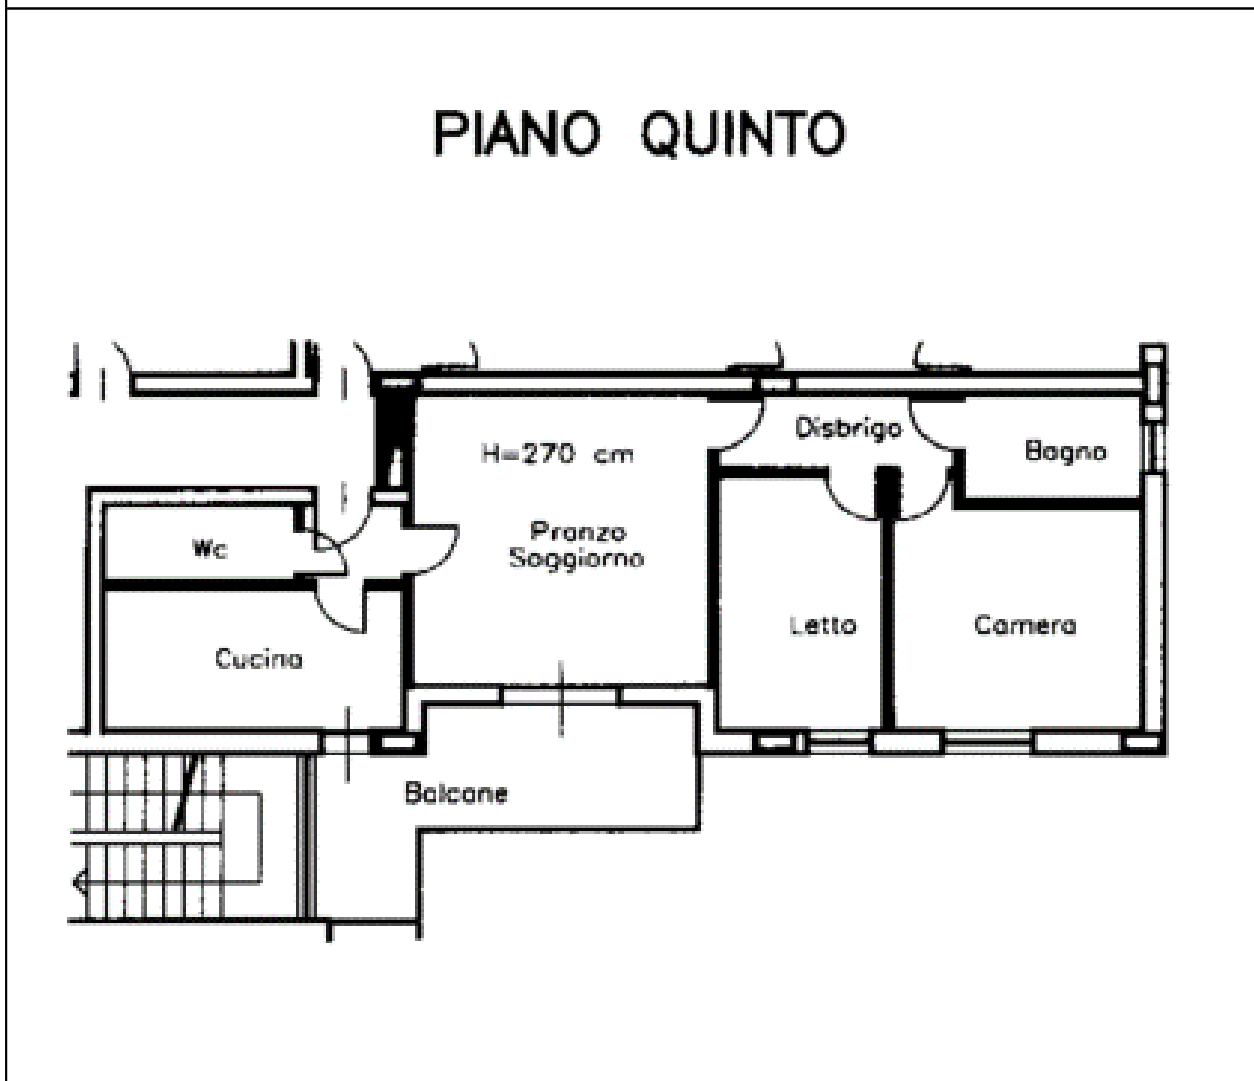 PIANO QUINTO
Disbrigo
H=270 cm
Bagno
Pranzo
Soggiorno
Wc
Letto
Camera
Cucina
Balcone